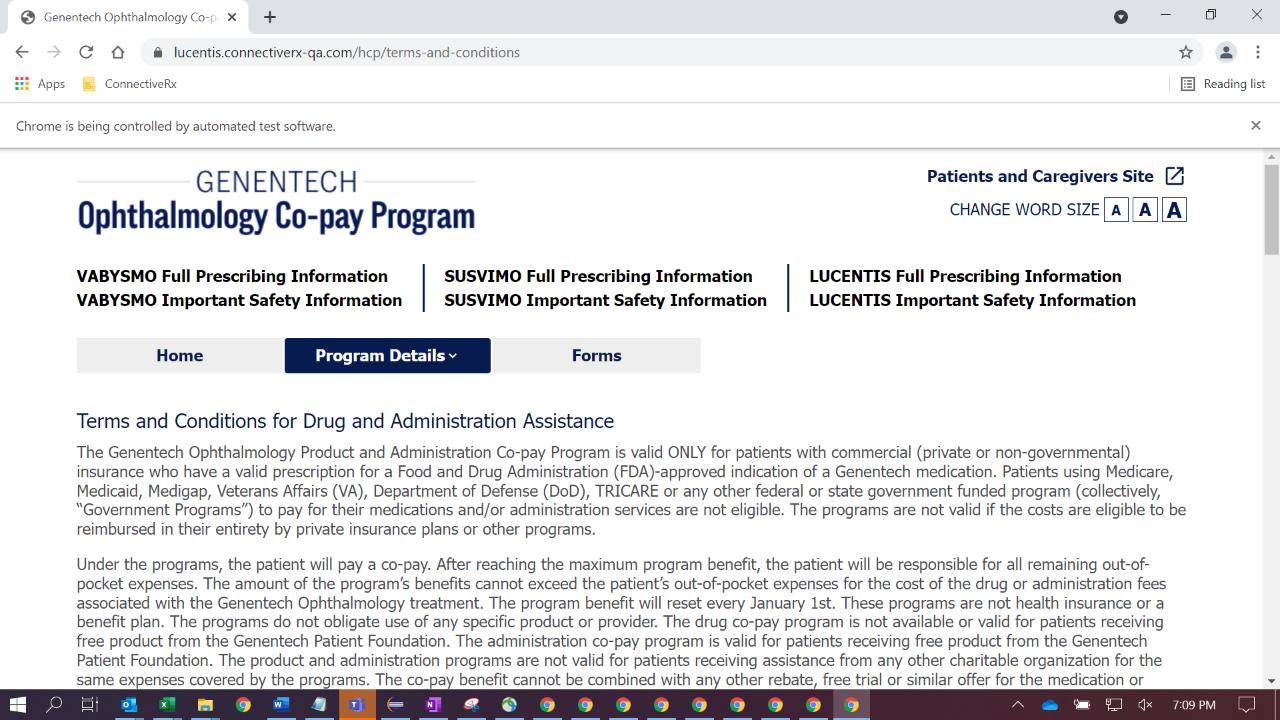 Genentech Ophthalmology Co-p
lucentis.connectiverx-qa.com/hcp/terms-and-conditions
Apps
ConnectiveRx
Reading list
Chrome is being controlled by automated test software.
GENENTECH
Ophthalmology Co-pay Program
Patients and Caregivers Site
CHANGE WORD SIZE A A A
VABYSMO Full Prescribing Information
VABYSMO Important Safety Information
SUSVIMO Full Prescribing Information
SUSVIMO Important Safety Information
LUCENTIS Full Prescribing Information
LUCENTIS Important Safety Information
Home
Program Details
Forms
Terms and Conditions for Drug and Administration Assistance
The Genentech Ophthalmology Product and Administration Co-pay Program is valid ONLY for patients with commercial (private or non-governmental)
insurance who have a valid prescription for a Food and Drug Administration (FDA)-approved indication of a Genentech medication. Patients using Medicare,
Medicaid, Medigap, Veterans Affairs (VA), Department of Defense (DoD), TRICARE or any other federal or state government funded program (collectively,
“Government Programs”) to pay for their medications and/or administration services are not eligible. The programs are not valid if the costs are eligible to be
reimbursed in their entirety by private insurance plans or other programs.
Under the programs, the patient will pay a co-pay. After reaching the maximum program benefit, the patient will be responsible for all remaining out-of-
pocket expenses. The amount of the program’s benefits cannot exceed the patient’s out-of-pocket expenses for the cost of the drug or administration fees
associated with the Genentech Ophthalmology treatment. The program benefit will reset every January 1st. These programs are not health insurance or a
benefit plan. The programs do not obligate use of any specific product or provider. The drug co-pay program is not available or valid for patients receiving
free product from the Genentech Patient Foundation. The administration co-pay program is valid for patients receiving free product from the Genentech
Patient Foundation. The product and administration programs are not valid for patients receiving assistance from any other charitable organization for the
same expenses covered by the programs. The co-pay benefit cannot be combined with any other rebate, free trial or similar offer for the medication or
7:09 PM